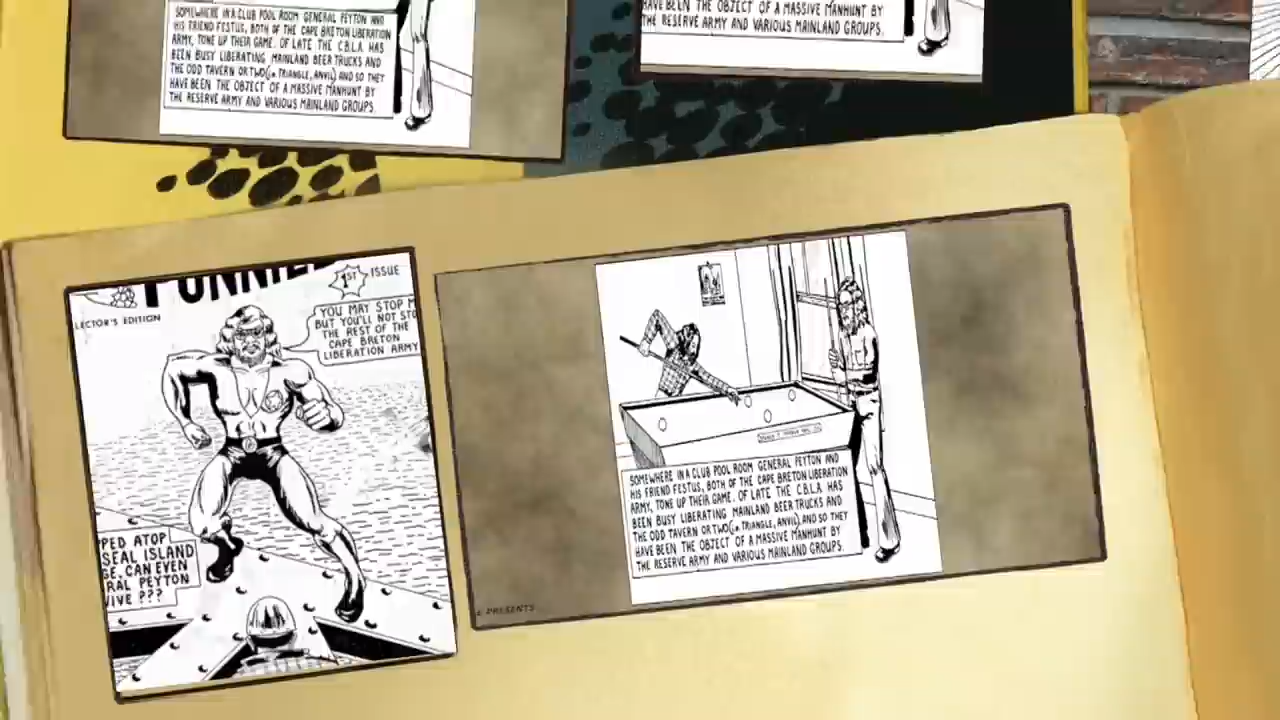 SOMEWHERE IN A CLUB POOL ROOM GENERAL PEYTON AND
HIS FRIEND FESTUS, BOTH OF THE CAPE BRETON LIBERATION
ARMY, TONE UP THEIR GAME. OF LATE THE C.B.L.A. HAS
BEEN BUSY LIBERATING MAINLAND BEER TRUCKS AND
THE ODD TAVERN OR TWO (i.e. TRIANGLE, ANVIL) AND SO THEY
HAVE BEEN THE OBJECT OF A MASSIVE MANHUNT BY
THE RESERVE ARMY AND VARIOUS MAINLAND GROUPS.
HAVE BEEN THE OBJECT OF A MASSIVE MANHUNT BY
THE RESERVE ARMY AND VARIOUS MAINLAND GROUPS.
FUNNIE
1ST ISSUE
LECTOR'S EDITION
YOU MAY STOP M
BUT YOU'LL NOT STO
THE REST OF THE
CAPE BRETON
LIBERATION ARMY
PED ATOP
SEAL ISLAND
GE, CAN EVEN
RAL PEYTON
VIVE ???
SOMEWHERE IN A CLUB POOL ROOM GENERAL PEYTON AND
HIS FRIEND FESTUS, BOTH OF THE CAPE BRETON LIBERATION
ARMY, TONE UP THEIR GAME. OF LATE THE C.B.L.A. HAS
BEEN BUSY LIBERATING MAINLAND BEER TRUCKS AND
THE ODD TAVERN OR TWO (i.e. TRIANGLE, ANVIL) AND SO THEY
HAVE BEEN THE OBJECT OF A MASSIVE MANHUNT BY
THE RESERVE ARMY AND VARIOUS MAINLAND GROUPS.
E PRESENTS